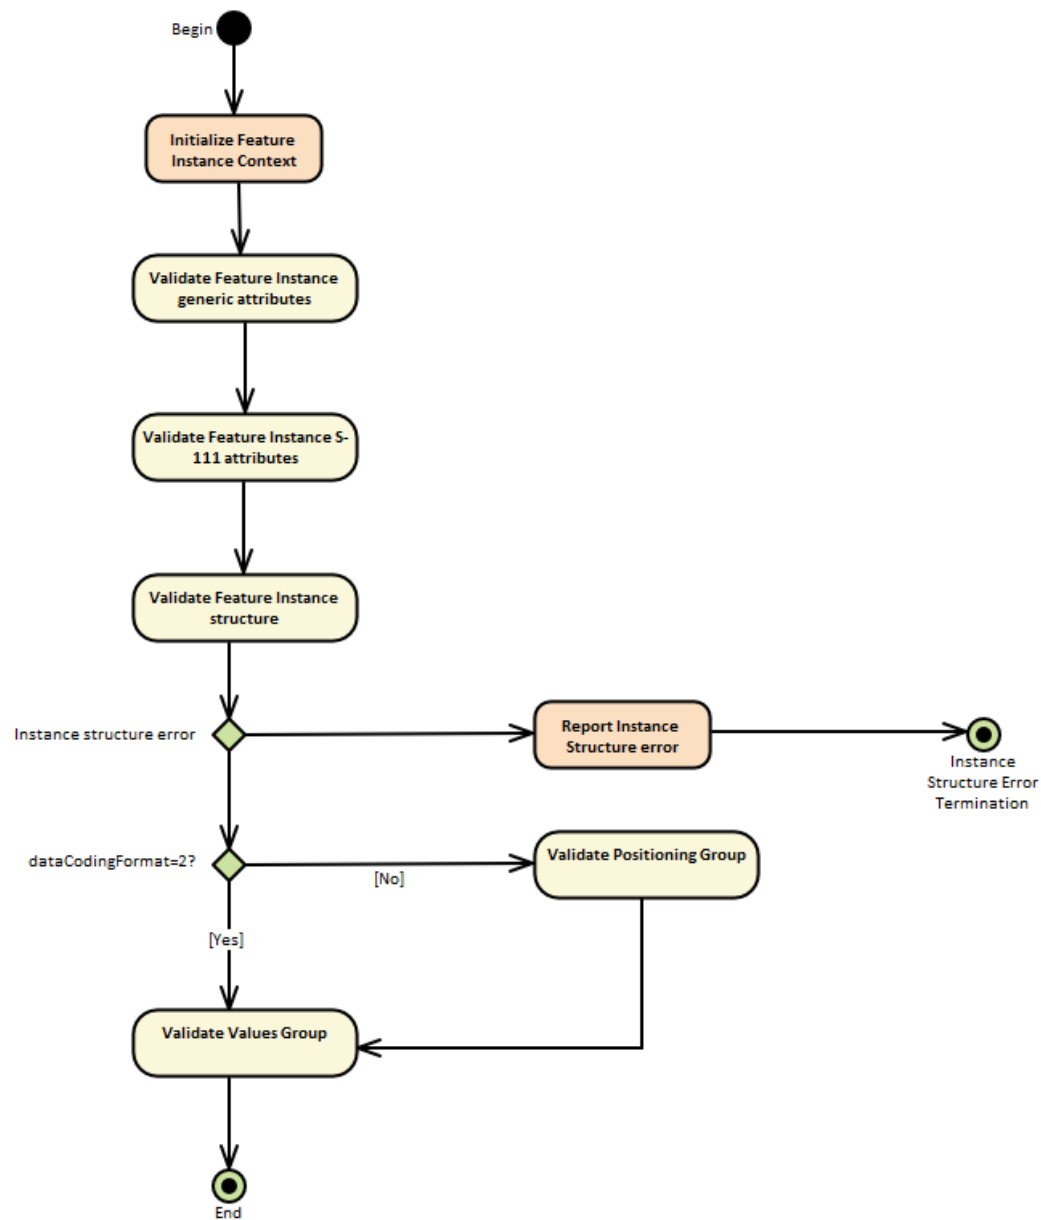 Begin
Initialize Feature
Instance Context
Validate Feature Instance
generic attributes
Validate Feature Instance S-
111 attributes
Validate Feature Instance
structure
Instance structure error
Report Instance
Structure error
Instance
Structure Error
Termination
dataCodingFormat=2?
[No]
Validate Positioning Group
[Yes]
Validate Values Group
End